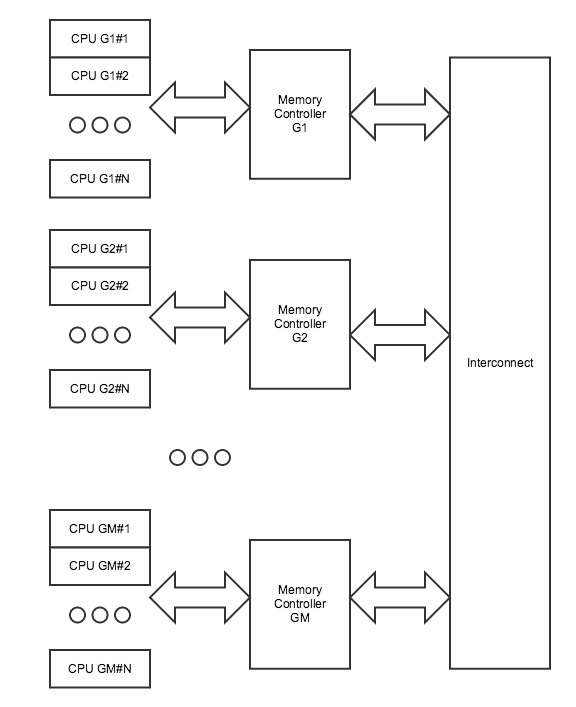 CPU G1#1
CPU G1#2
CPU G1#N
Memory
Controller
G1
CPU G2#1
CPU G2#2
CPU G2#N
Memory
Controller
G2
Interconnect
CPU GM#1
CPU GM#2
CPU GM#N
Memory
Controller
GM